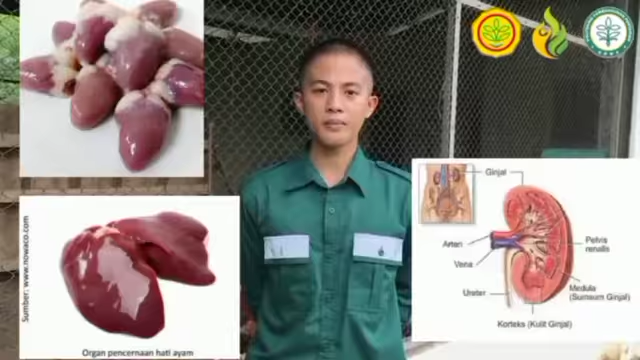 Ginjal
Arteri
Vena
Ureter
Pelvis
renalis
Medula
(Sumsum Ginjal)
Korteks (Kulit Ginjal)
Sumber: www.nowaco.com
Organ pencernaan hati ayam